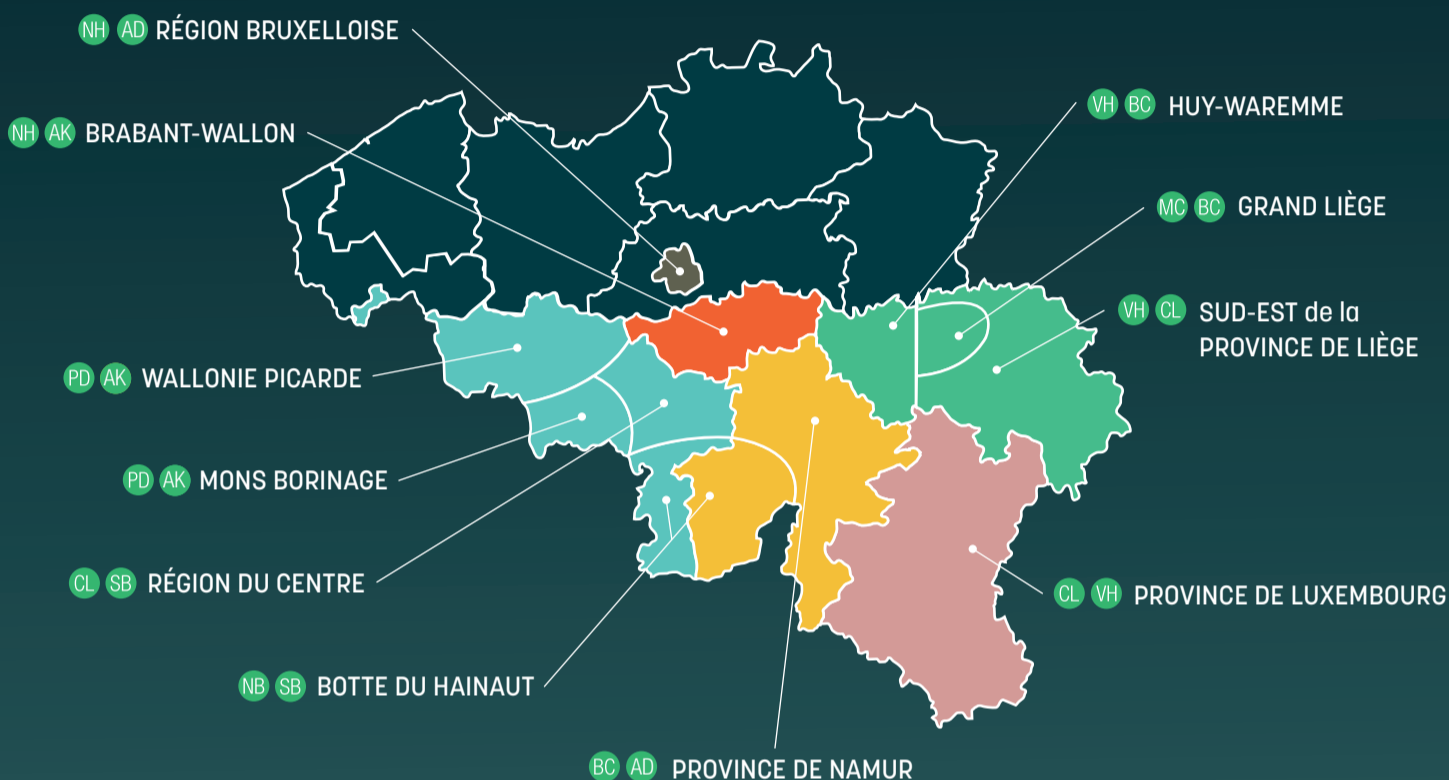 NH AD RÉGION BRUXELLOISE
NH AK BRABANT-WALLON
PD AK WALLONIE PICARDE
PD AK MONS BORINAGE
CL SB RÉGION DU CENTRE
NB SB BOTTE DU HAINAUT
BC AD PROVINCE DE NAMUR
VH BC HUY-WAREMME
MC BC GRAND LIÈGE
VH CL SUD-EST de la
PROVINCE DE LIÈGE
CL VH PROVINCE DE LUXEMBOURG